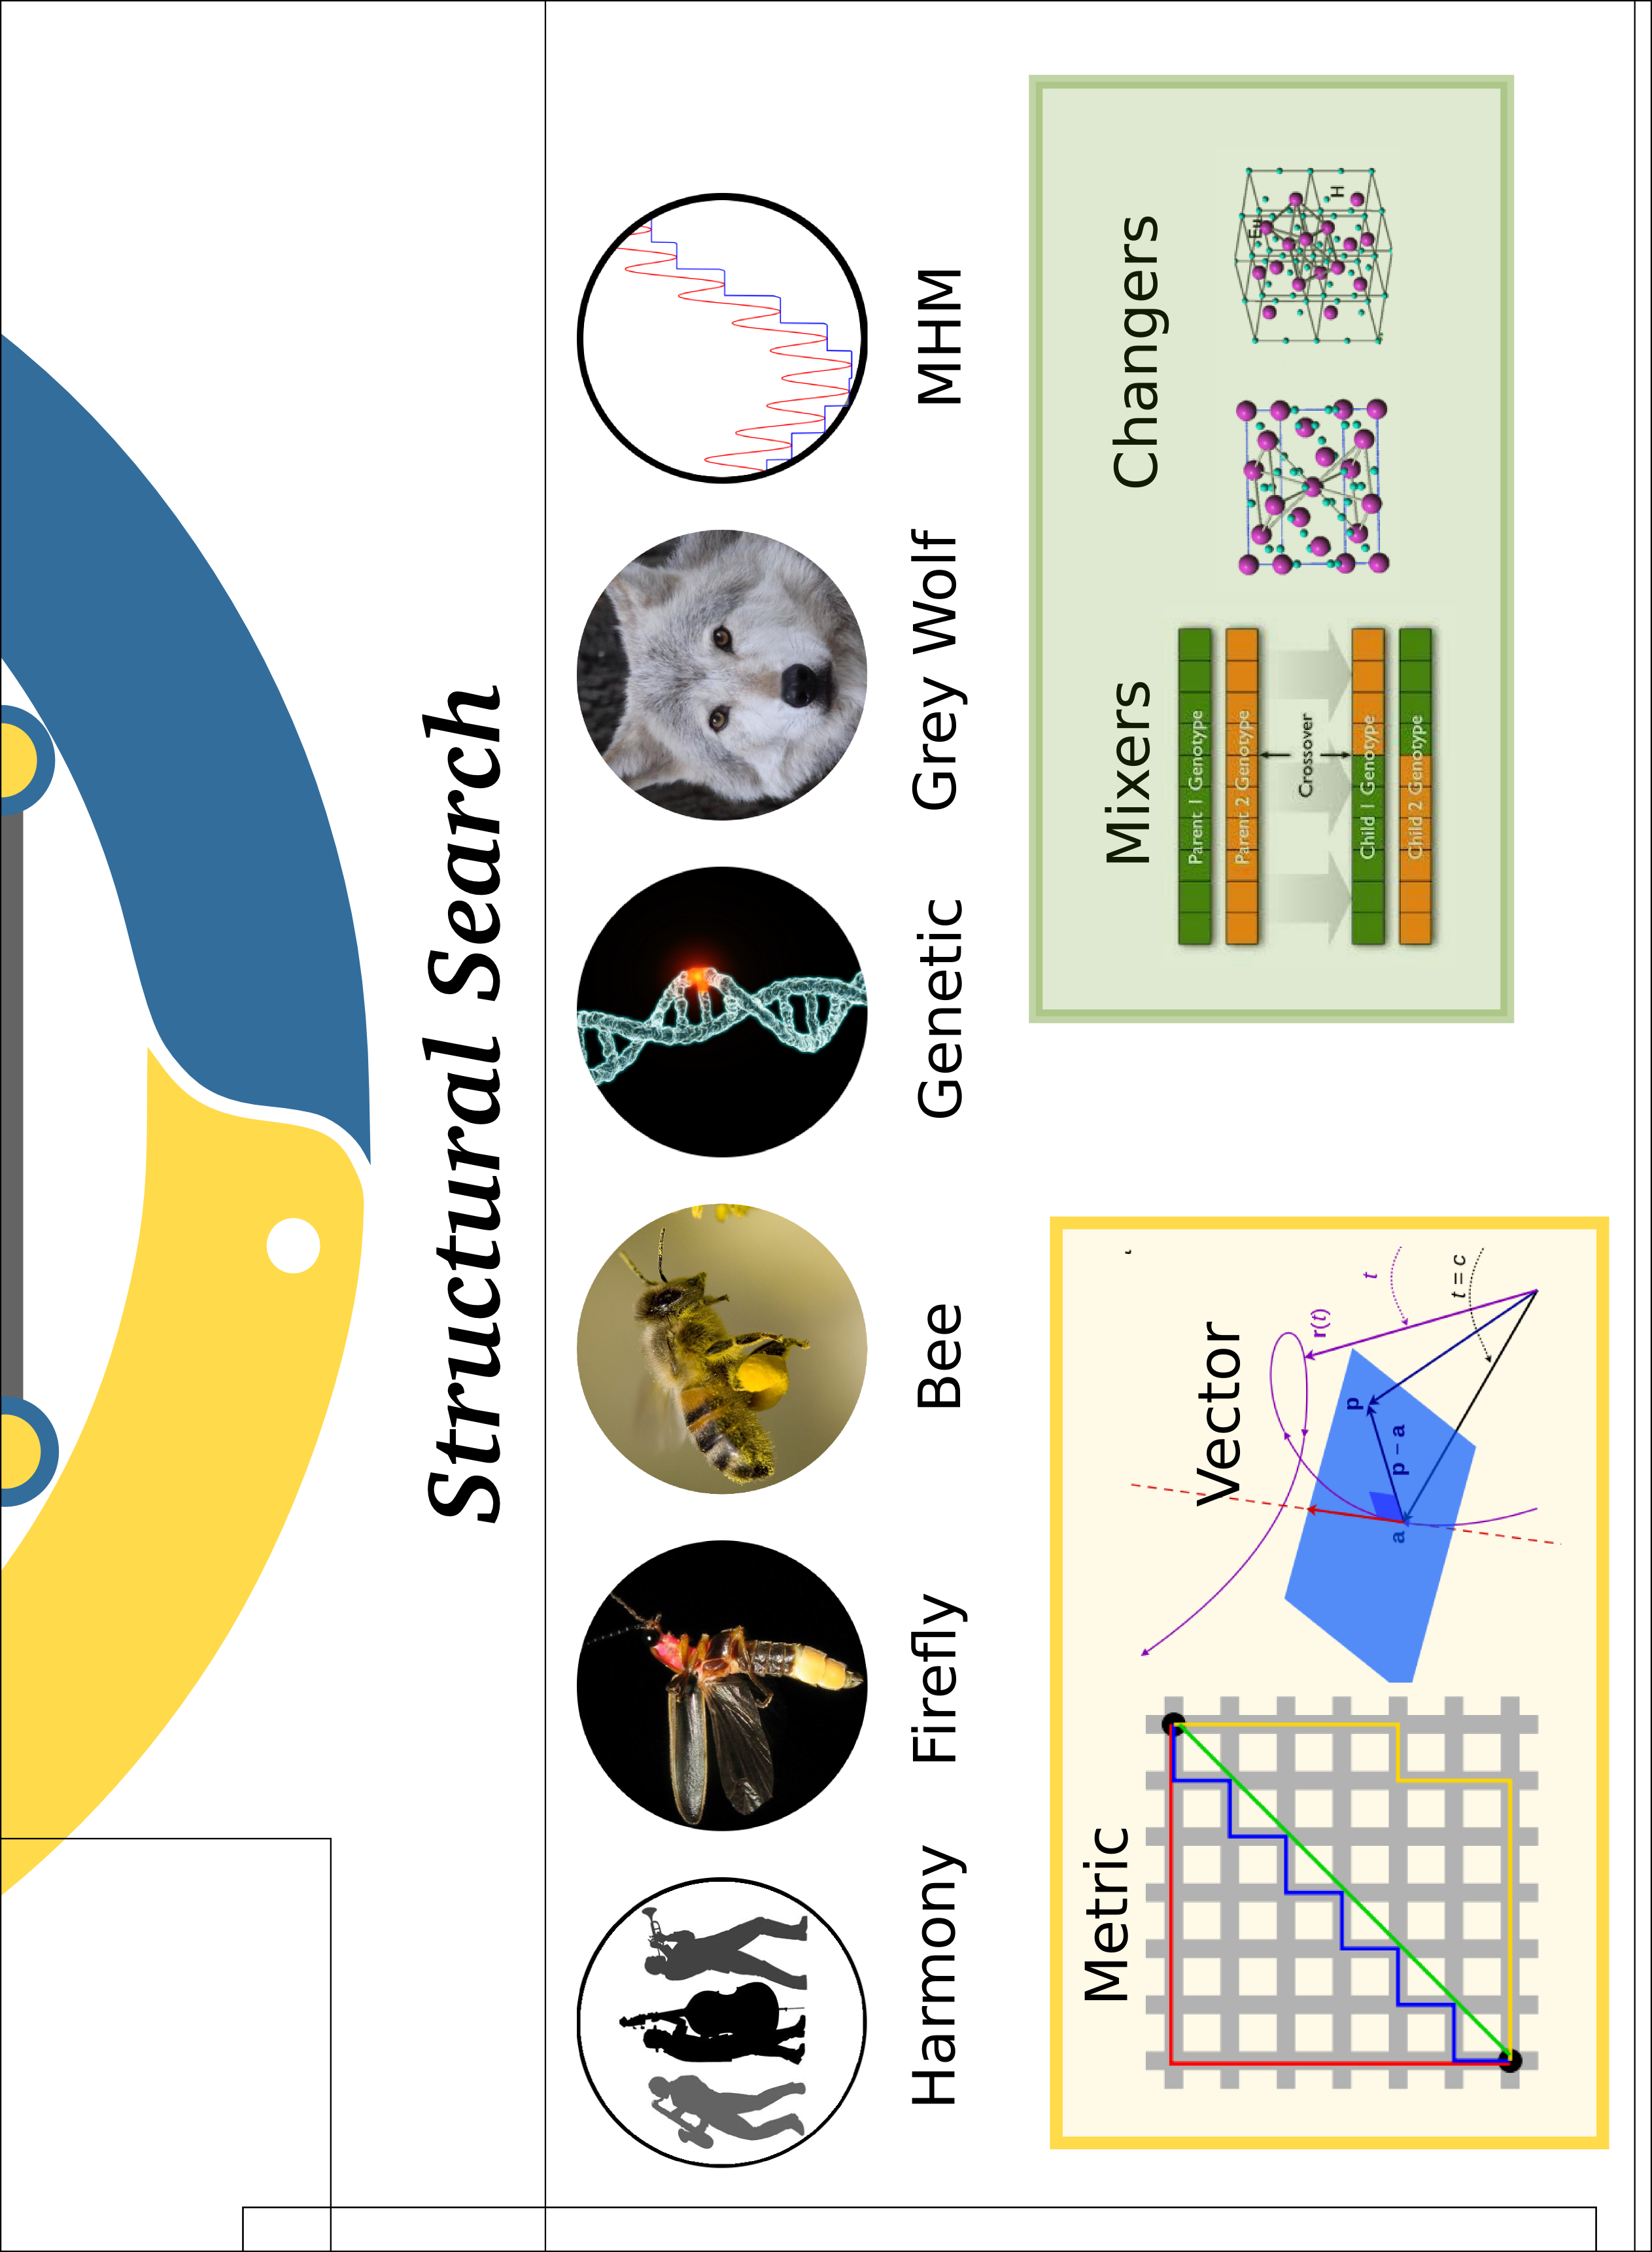 Structural Search
Harmony
Firefly
Bee
Genetic
Grey Wolf
MHM
Metric
Vector
r(t)
t
t = c
p
p − a
a
Mixers
Parent 1 Genotype
Parent 2 Genotype
Crossover
Child 1 Genotype
Child 2 Genotype
Changers
Eu
H